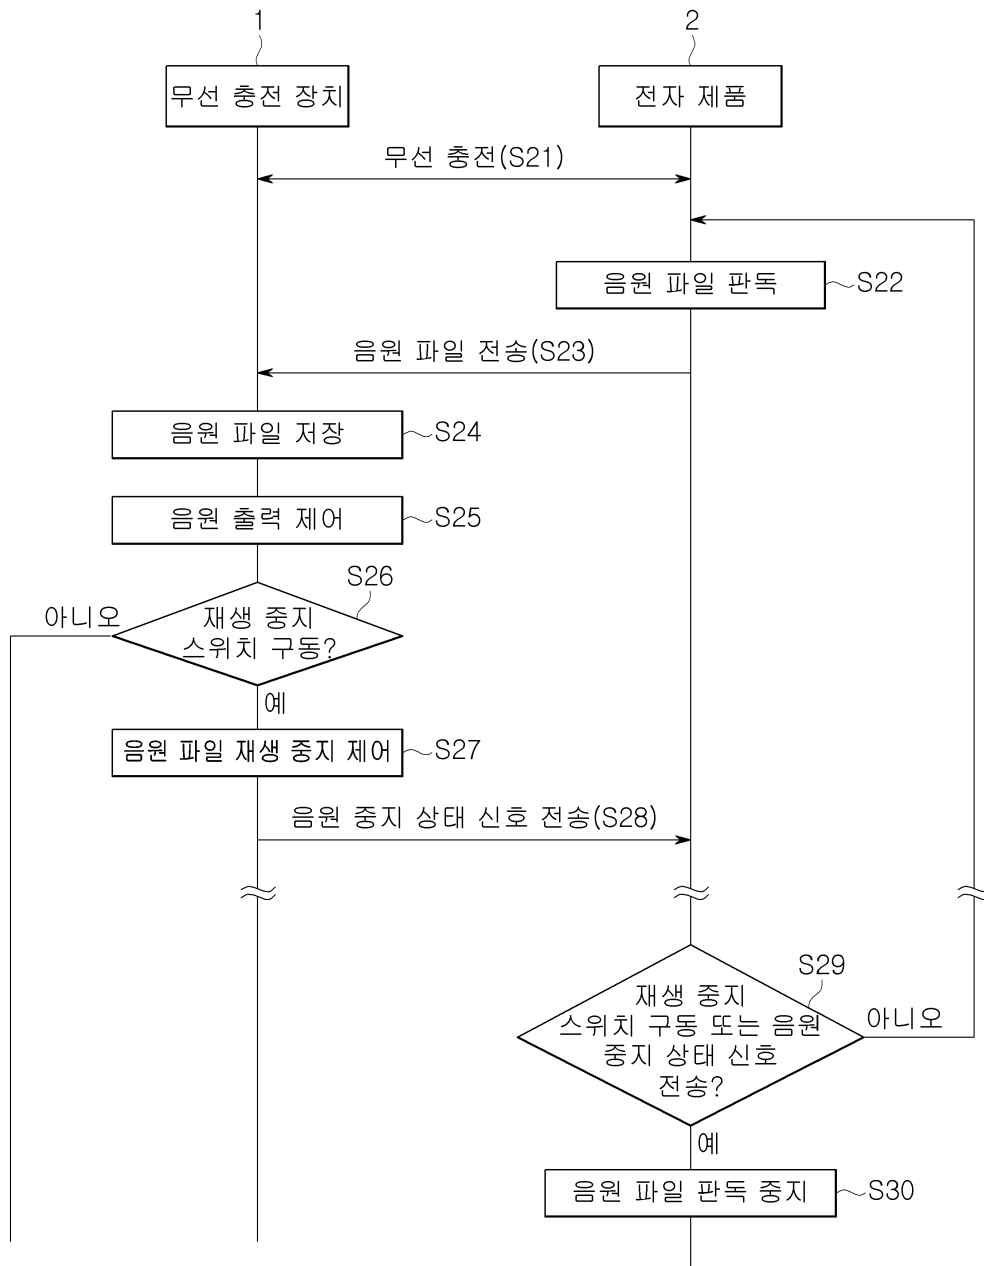 1
2
무선 충전 장치
전자 제품
무선 충전(S21)
음원 파일 판독
S22
음원 파일 전송(S23)
음원 파일 저장
S24
음원 출력 제어
S25
S26
아니오
재생 중지
스위치 구동?
예
음원 파일 재생 중지 제어
S27
음원 중지 상태 신호 전송(S28)
S29
재생 중지
스위치 구동 또는 음원
중지 상태 신호
전송?
아니오
예
음원 파일 판독 중지
S30